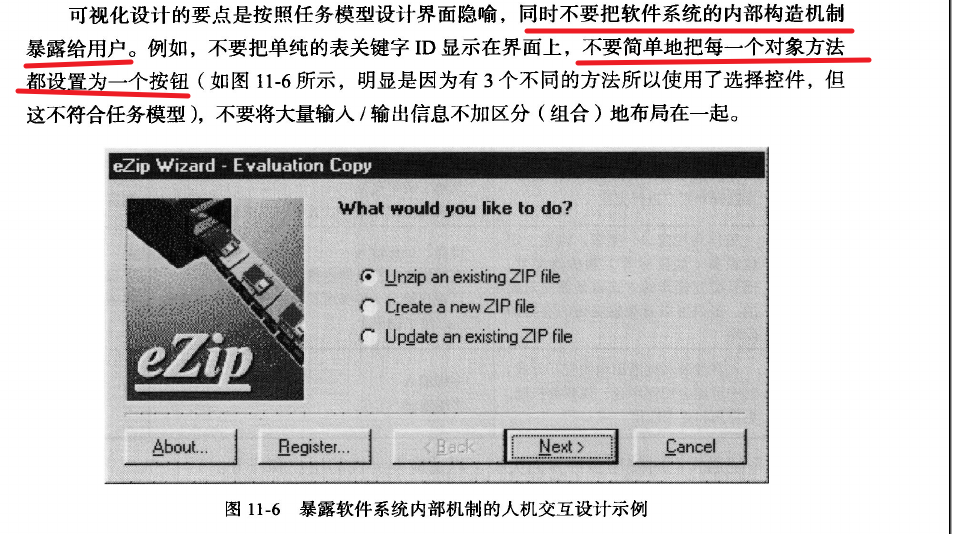 可视化设计的要点是按照任务模型设计界面隐喻，同时不要把软件系统的内部构造机制
暴露给用户。例如，不要把单纯的表关键字 ID 显示在界面上，不要简单地把每一个对象方法
都设置为一个按钮（如图 11-6 所示，明显是因为有 3 个不同的方法所以使用了选择控件，但
这不符合任务模型），不要将大量输入 / 输出信息不加区分（组合）地布局在一起。
eZip Wizard - Evaluation Copy
What would you like to do?
Unzip an existing ZIP file
Create a new ZIP file
Update an existing ZIP file
eZip
About...
Register...
< Back
Next >
Cancel
图 11-6 暴露软件系统内部机制的人机交互设计示例